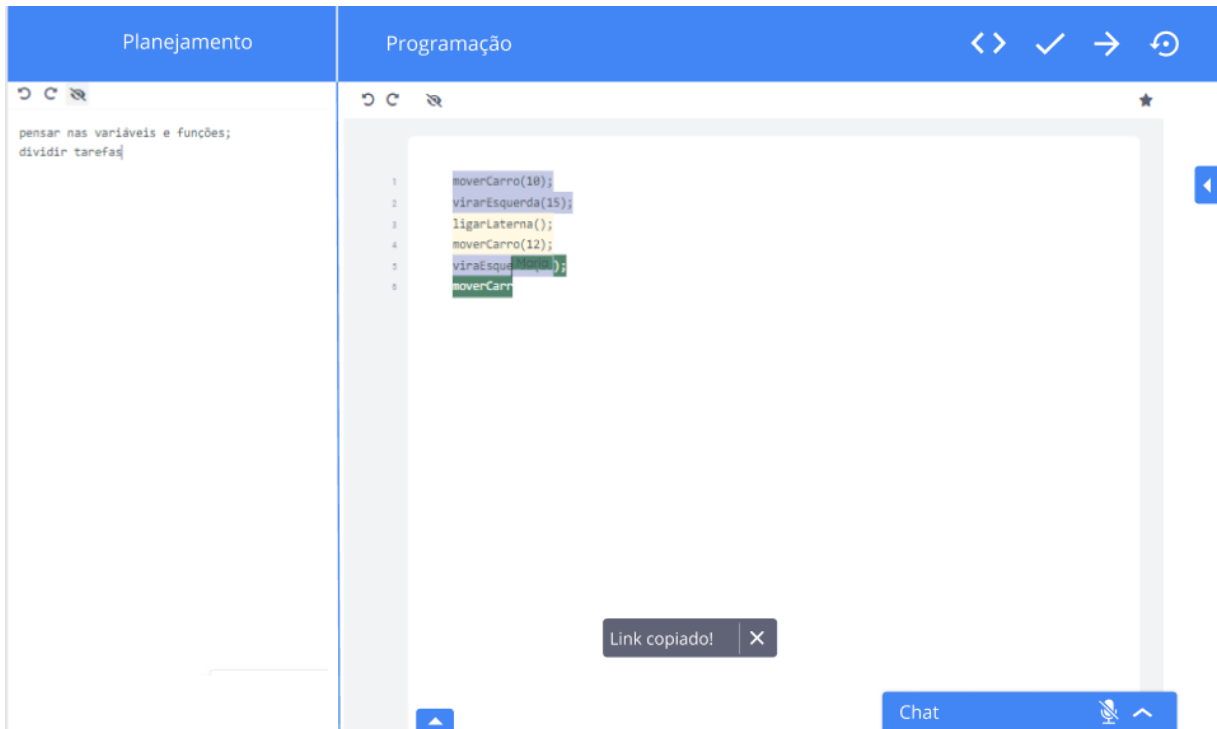 Planejamento
Programação
pensar nas variáveis e funções;
dividir tarefas
1 moverCarro(10);
2 virarEsquerda(15);
3 ligarLaterna();
4 moverCarro(12);
5 viraEsque Maria );
6 moverCarr
Link copiado!
Chat